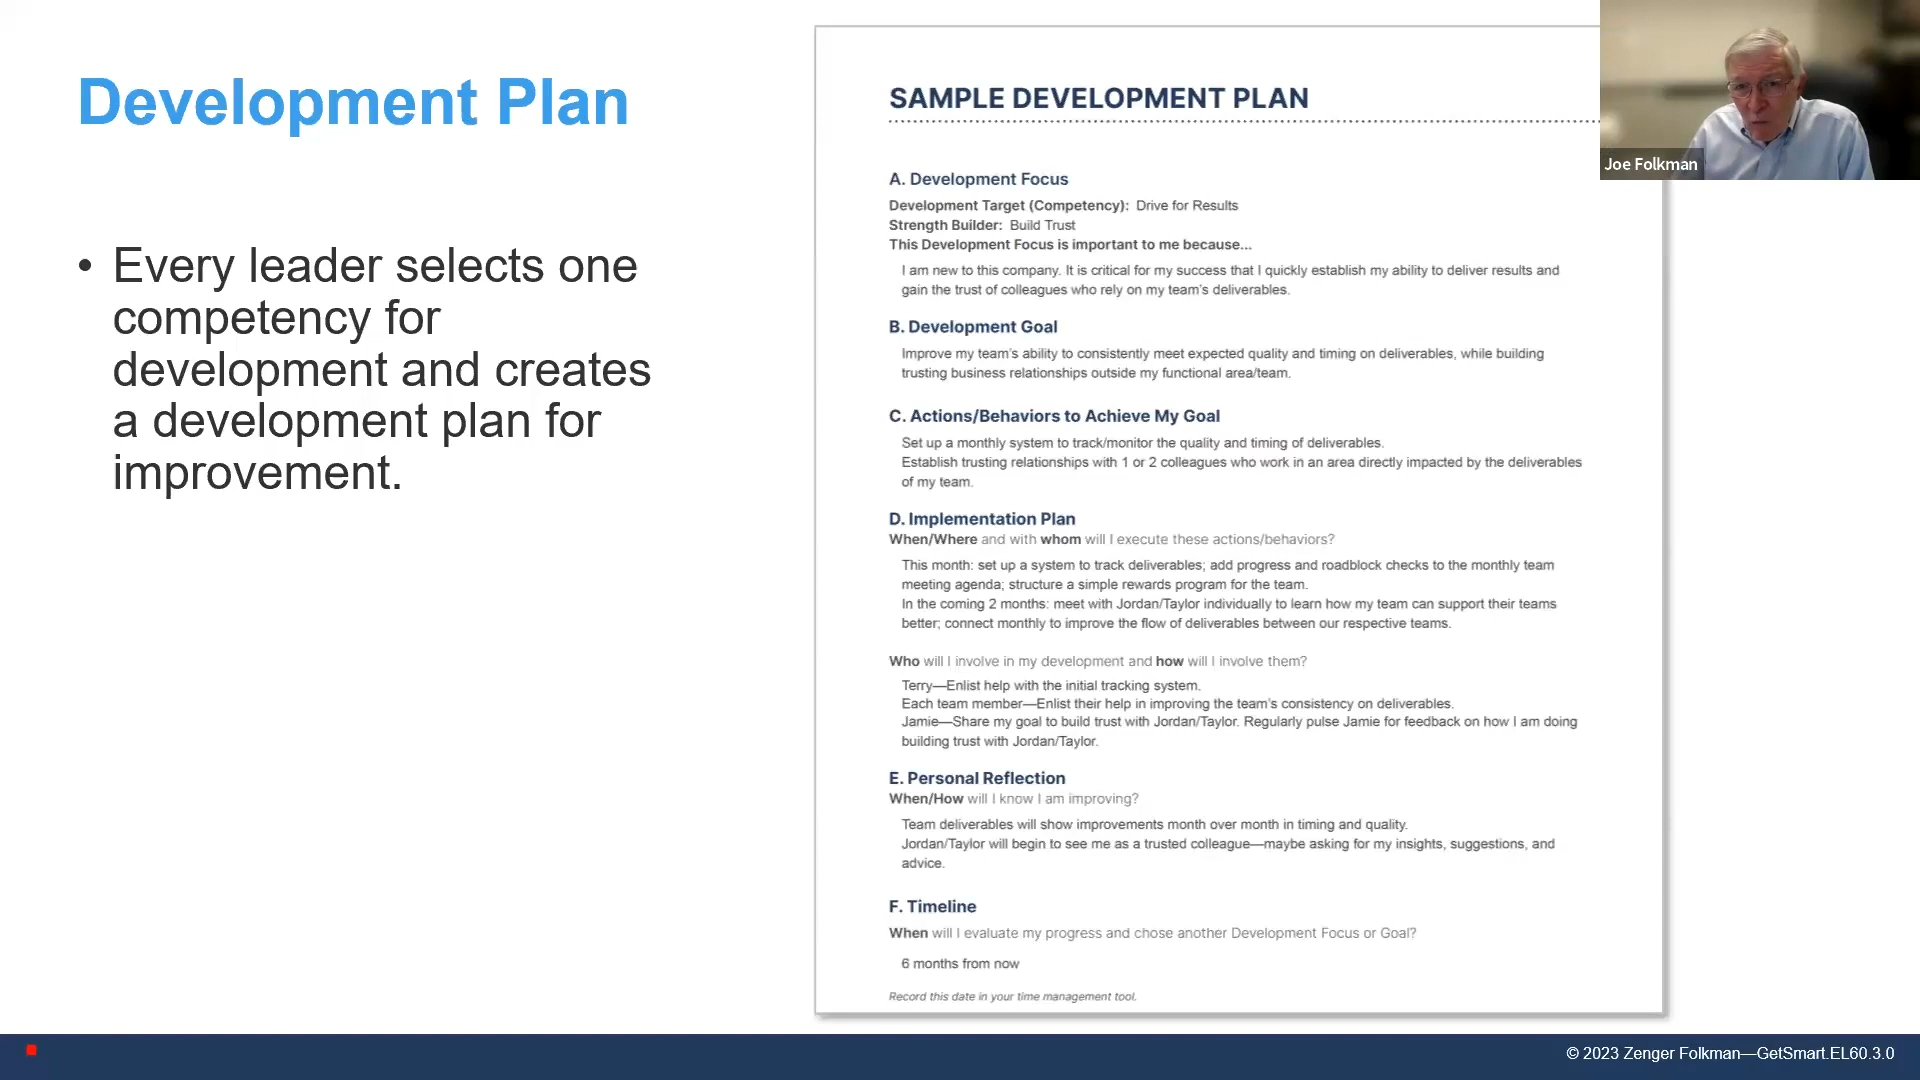 Development Plan
• Every leader selects one
competency for
development and creates
a development plan for
improvement.
SAMPLE DEVELOPMENT PLAN
A. Development Focus
Development Target (Competency): Drive for Results
Strength Builder: Build Trust
This Development Focus is important to me because...
I am new to this company. It is critical for my success that I quickly establish my ability to deliver results and
gain the trust of colleagues who rely on my team's deliverables.
B. Development Goal
Improve my team's ability to consistently meet expected quality and timing on deliverables, while building
trusting business relationships outside my functional area/team.
C. Actions/Behaviors to Achieve My Goal
Set up a monthly system to track/monitor the quality and timing of deliverables.
Establish trusting relationships with 1 or 2 colleagues who work in an area directly impacted by the deliverables
of my team.
D. Implementation Plan
When/Where and with whom will I execute these actions/behaviors?
This month: set up a system to track deliverables; add progress and roadblock checks to the monthly team
meeting agenda; structure a simple rewards program for the team.
In the coming 2 months: meet with Jordan/Taylor individually to learn how my team can support their teams
better; connect monthly to improve the flow of deliverables between our respective teams.
Who will I involve in my development and how will I involve them?
Terry—Enlist help with the initial tracking system.
Each team member—Enlist their help in improving the team's consistency on deliverables.
Jamie—Share my goal to build trust with Jordan/Taylor. Regularly pulse Jamie for feedback on how I am doing
building trust with Jordan/Taylor.
E. Personal Reflection
When/How will I know I am improving?
Team deliverables will show improvements month over month in timing and quality.
Jordan/Taylor will begin to see me as a trusted colleague—maybe asking for my insights, suggestions, and
advice.
F. Timeline
When will I evaluate my progress and chose another Development Focus or Goal?
6 months from now
Record this date in your time management tool.
Joe Folkman
© 2023 Zenger Folkman—GetSmart.EL60.3.0